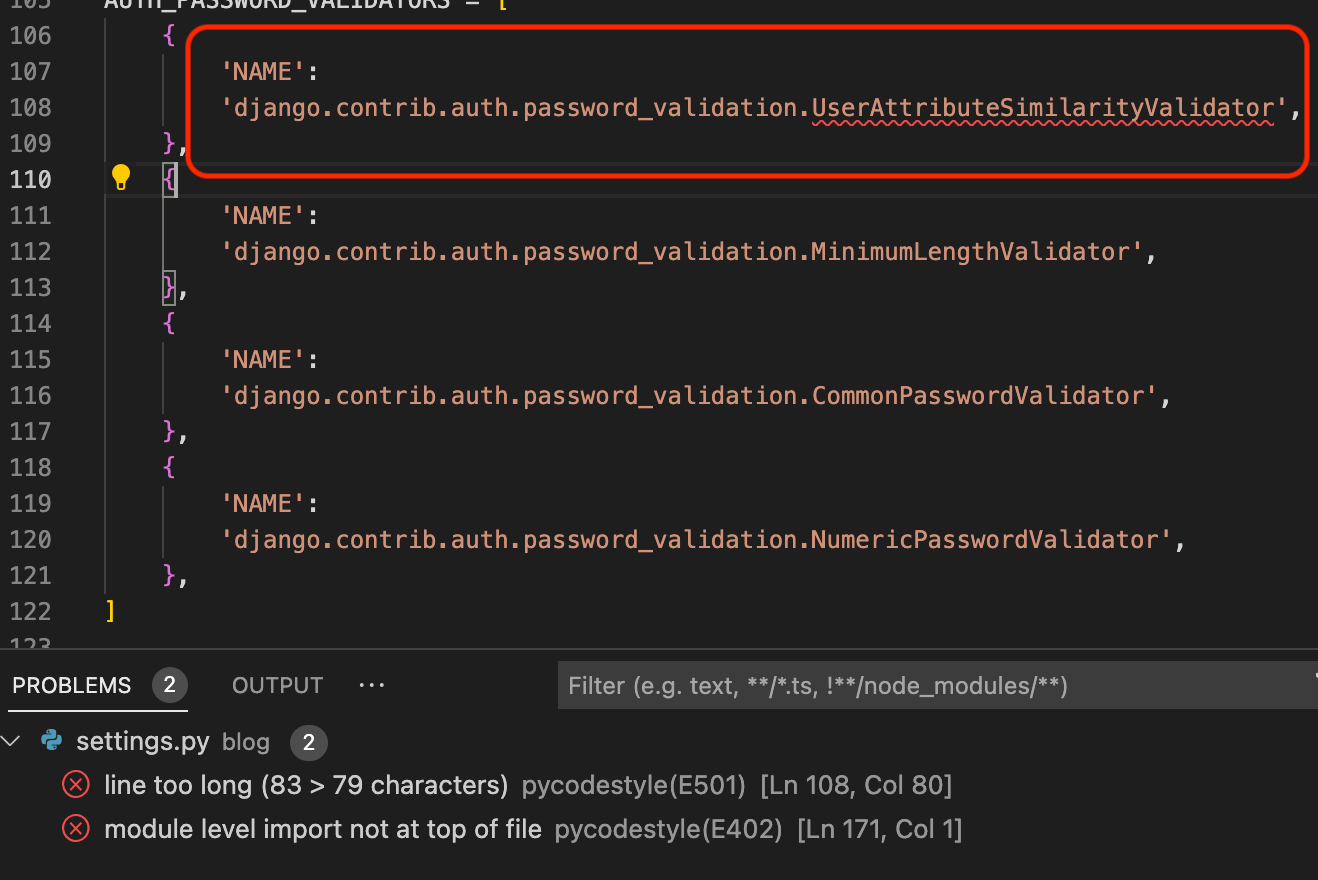 105 AUTH_PASSWORD_VALIDATORS = [
106 {
107 'NAME':
108 'django.contrib.auth.password_validation.UserAttributeSimilarityValidator',
109 },
110 {
111 'NAME':
112 'django.contrib.auth.password_validation.MinimumLengthValidator',
113 },
114 {
115 'NAME':
116 'django.contrib.auth.password_validation.CommonPasswordValidator',
117 },
118 {
119 'NAME':
120 'django.contrib.auth.password_validation.NumericPasswordValidator',
121 },
122 ]
123
PROBLEMS 2 OUTPUT ··· Filter (e.g. text, **/*.ts, !**/node_modules/**)
settings.py blog 2
line too long (83 > 79 characters) pycodestyle(E501) [Ln 108, Col 80]
module level import not at top of file pycodestyle(E402) [Ln 171, Col 1]